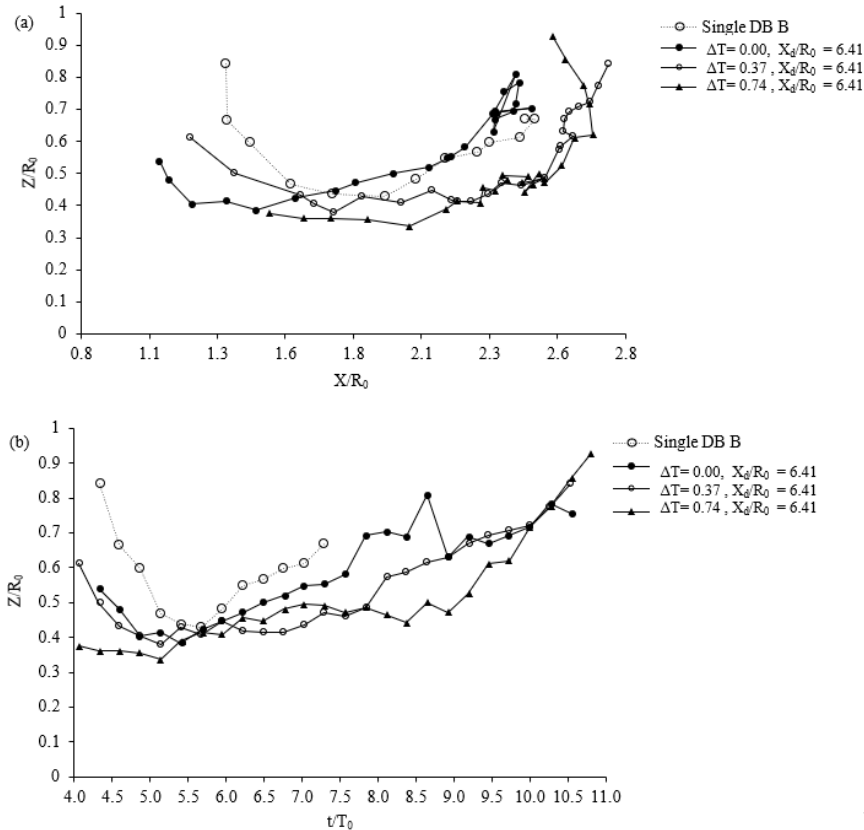 (a)
1
0.9
0.8
0.7
0.6
0.5
0.4
0.3
0.2
0.1
0
Z/R₀
0.8 1.1 1.3 1.6 1.8 2.1 2.3 2.6 2.8
X/R₀
Single DB B
ΔT= 0.00, X_d/R₀ = 6.41
ΔT= 0.37 , X_d/R₀ = 6.41
ΔT= 0.74 , X_d/R₀ = 6.41
(b)
1
0.9
0.8
0.7
0.6
0.5
0.4
0.3
0.2
0.1
0
Z/R₀
4.0 4.5 5.0 5.5 6.0 6.5 7.0 7.5 8.0 8.5 9.0 9.5 10.0 10.5 11.0
t/T₀
Single DB B
ΔT= 0.00, X_d/R₀ = 6.41
ΔT= 0.37 , X_d/R₀ = 6.41
ΔT= 0.74 , X_d/R₀ = 6.41